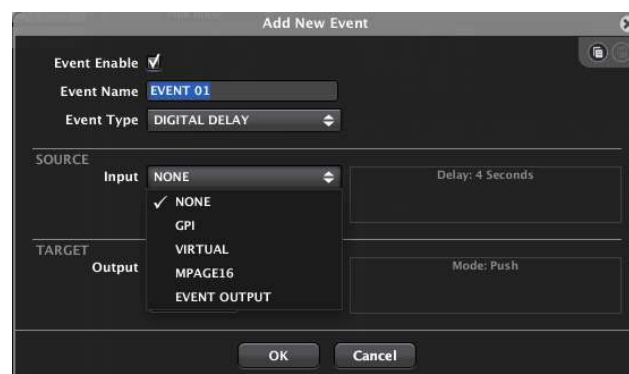 Add New Event
Event Enable
Event Name EVENT 01
Event Type DIGITAL DELAY
SOURCE
Input NONE
Delay: 4 Seconds
NONE
GPI
VIRTUAL
MPAGE16
EVENT OUTPUT
TARGET
Output
Mode: Push
OK Cancel